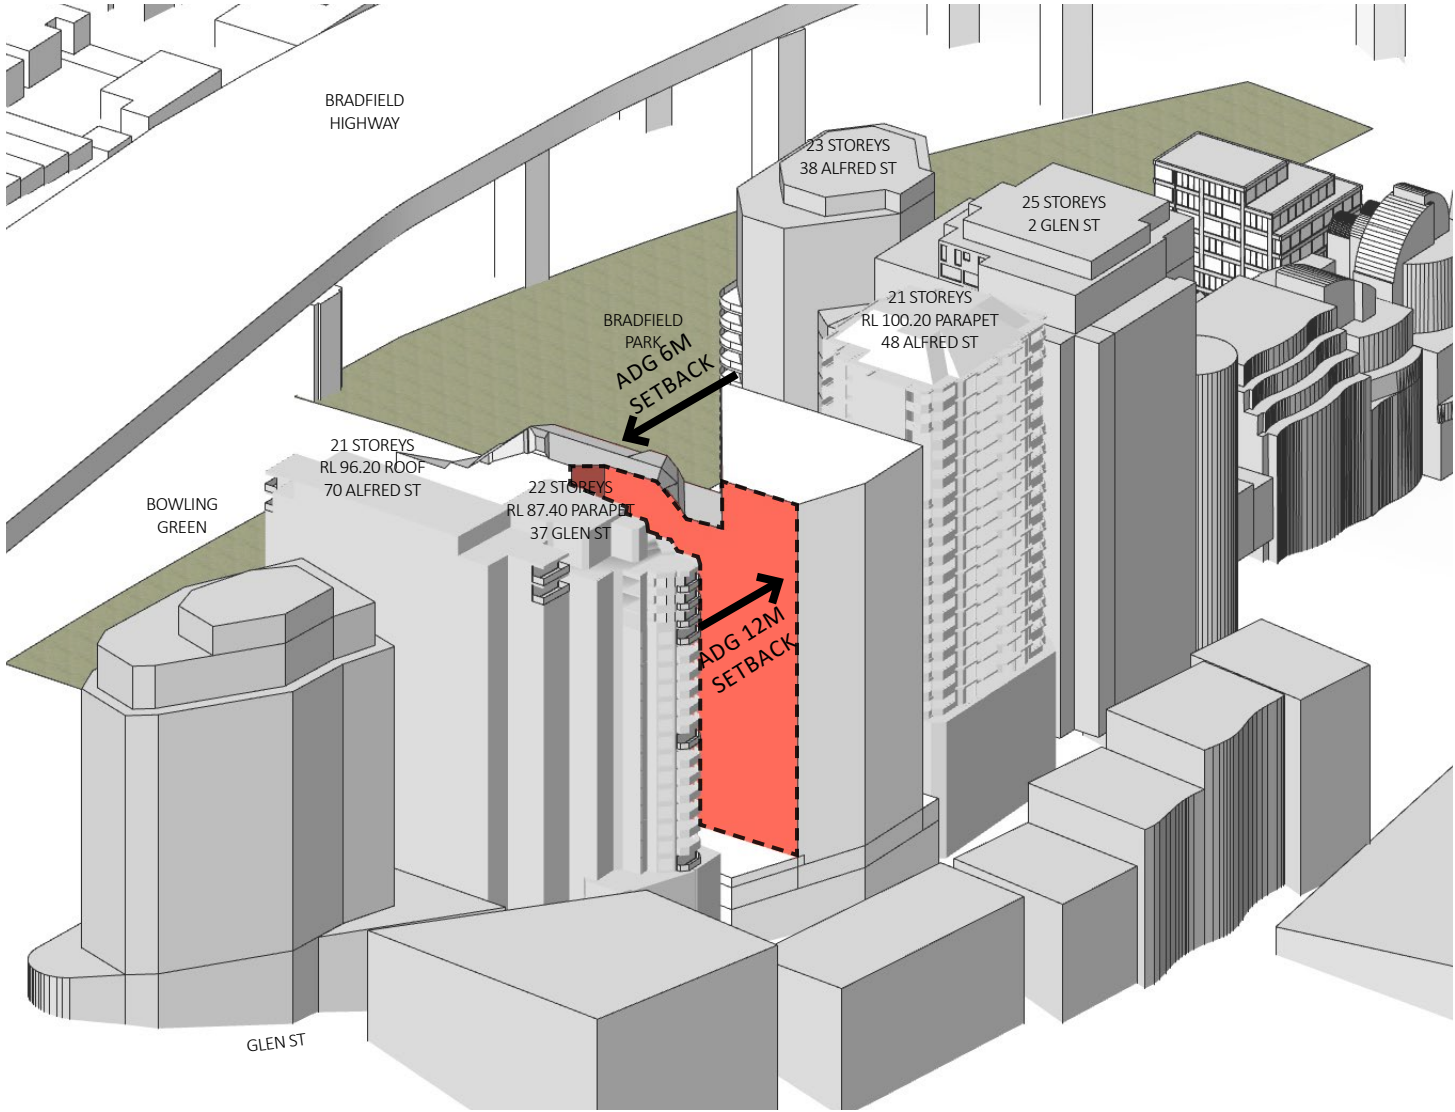 BRADFIELD
HIGHWAY
23 STOREYS
38 ALFRED ST
25 STOREYS
2 GLEN ST
21 STOREYS
RL 100.20 PARAPET
48 ALFRED ST
BRADFIELD
PARK
ADG 6M
SETBACK
21 STOREYS
RL 96.20 ROOF
70 ALFRED ST
22 STOREYS
RL 87.40 PARAPET
37 GLEN ST
BOWLING
GREEN
ADG 12M
SETBACK
GLEN ST